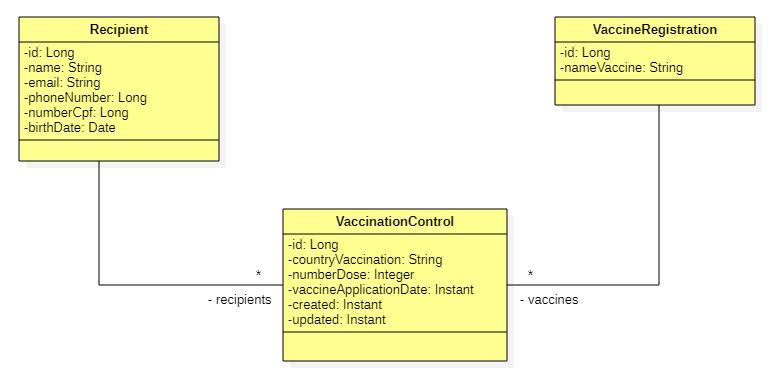 Recipient
-id: Long
-name: String
-email: String
-phoneNumber: Long
-numberCpf: Long
-birthDate: Date
VaccineRegistration
-id: Long
-nameVaccine: String
VaccinationControl
-id: Long
-countryVaccination: String
-numberDose: Integer
-vaccineApplicationDate: Instant
-created: Instant
-updated: Instant
*
- recipients
*
- vaccines